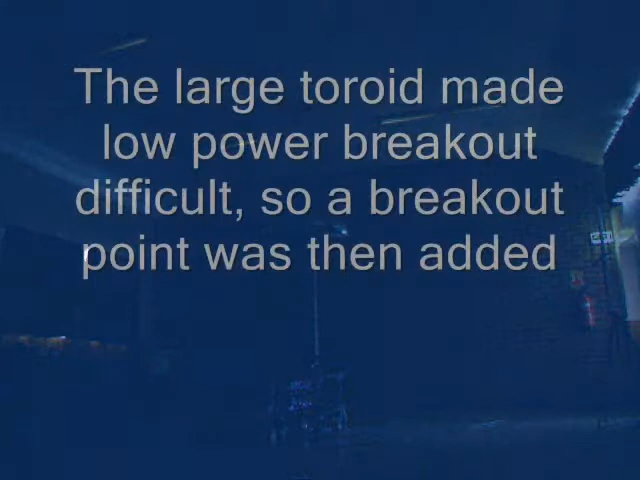 The large toroid made
low power breakout
difficult, so a breakout
point was then added